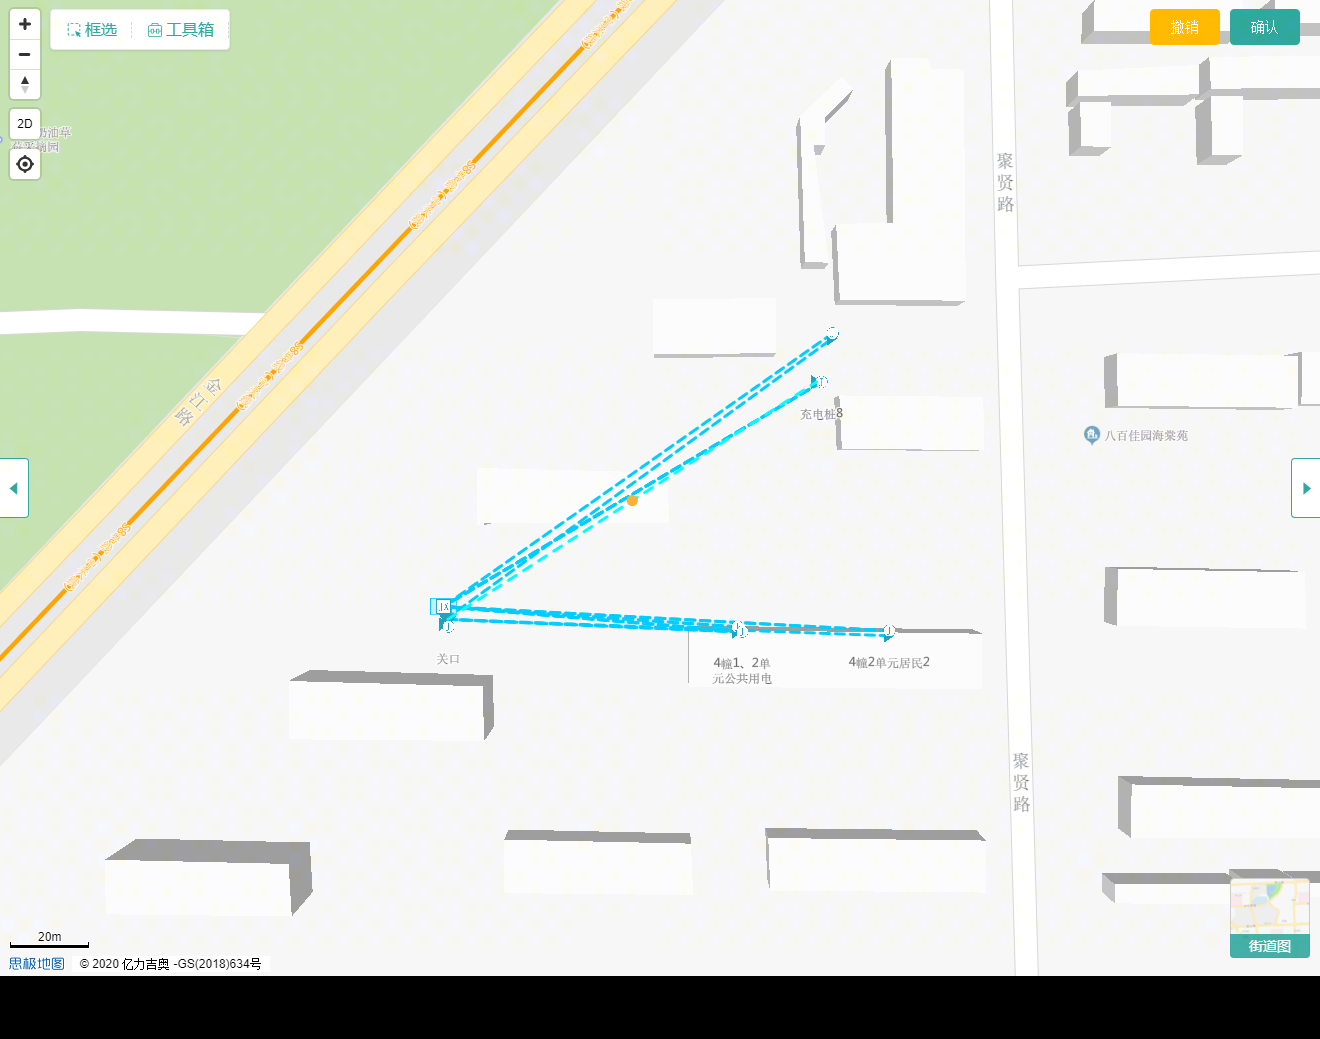 +
框选
工具箱
撤销
确认
−
2D
聚贤路
金江路
充电桩8
八百佳园海棠苑
关口
4幢1、2单
元公共用电
4幢2单元居民2
聚贤路
20m
思极地图
© 2020 亿力吉奥 -GS(2018)634号
街道图